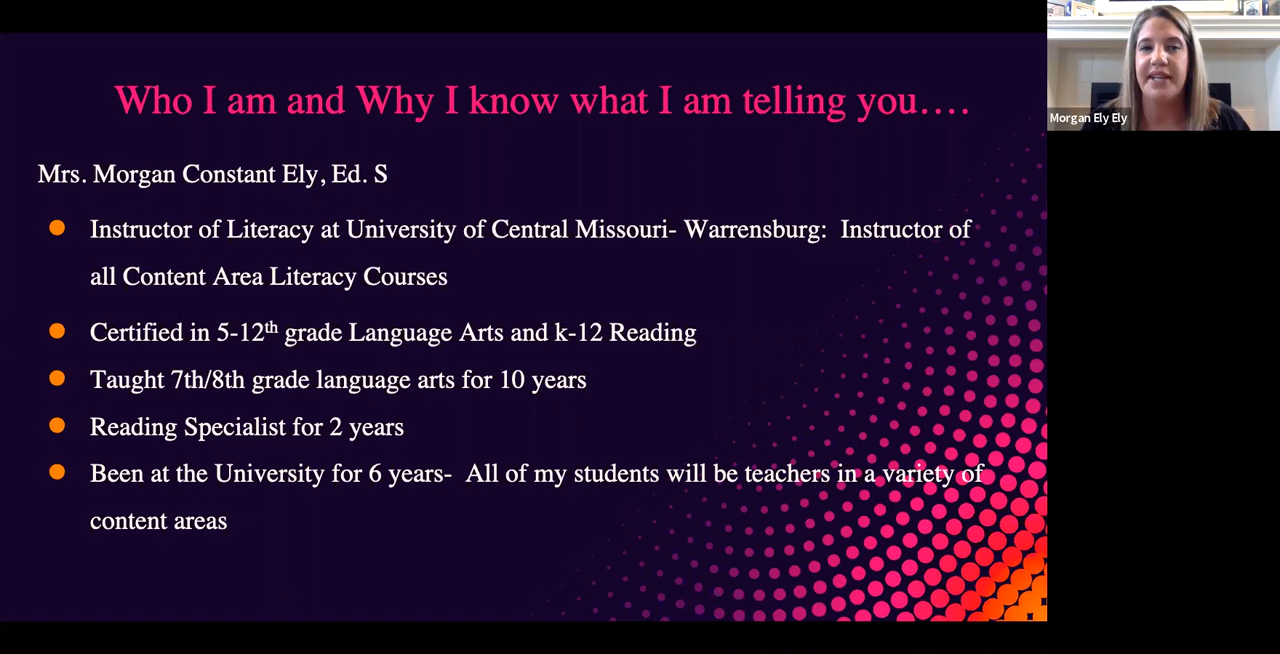 Who I am and Why I know what I am telling you….
Morgan Ely Ely
Mrs. Morgan Constant Ely, Ed. S
Instructor of Literacy at University of Central Missouri- Warrensburg: Instructor of
all Content Area Literacy Courses
Certified in 5-12th grade Language Arts and k-12 Reading
Taught 7th/8th grade language arts for 10 years
Reading Specialist for 2 years
Been at the University for 6 years- All of my students will be teachers in a variety of
content areas